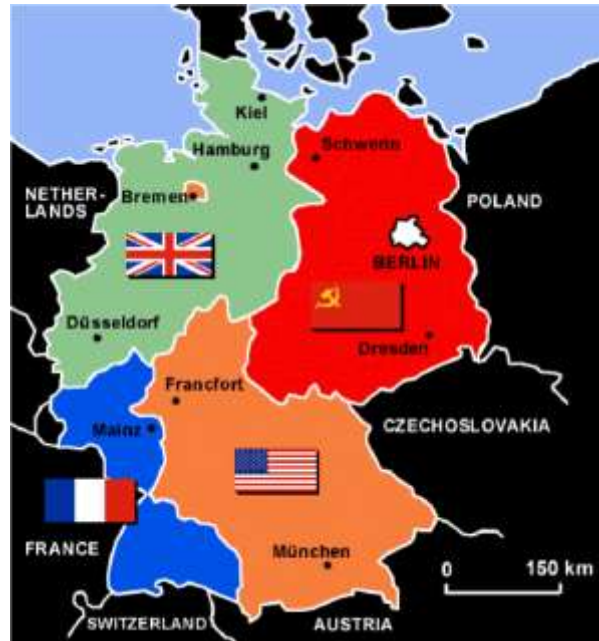 Kiel
Hamburg
Schwerin
NETHER-
LANDS
Bremen
POLAND
BERLIN
Düsseldorf
Dresden
Francfort
Mainz
CZECHOSLOVAKIA
FRANCE
München
0 150 km
SWITZERLAND
AUSTRIA